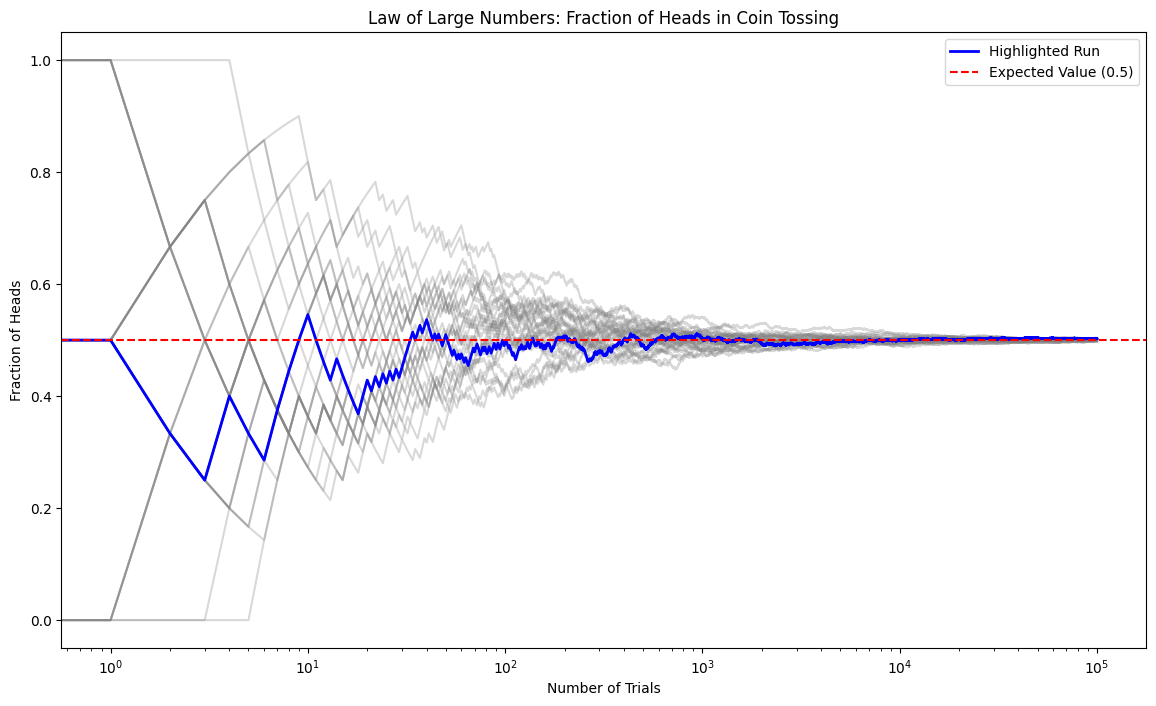 Law of Large Numbers: Fraction of Heads in Coin Tossing
Highlighted Run
Expected Value (0.5)
Fraction of Heads
1.0
0.8
0.6
0.4
0.2
0.0
10⁰
10¹
10²
10³
10⁴
10⁵
Number of Trials